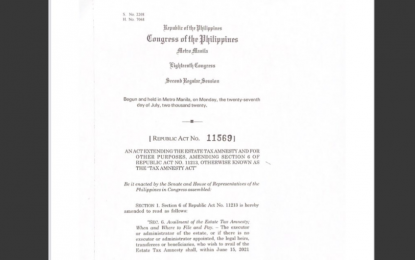 S. No. 2208
H. No. 7068
Republic of the Philippines
Congress of the Philippines
Metro Manila
Eighteenth Congress
Second Regular Session
Begun and held in Metro Manila, on Monday, the twenty-seventh
day of July, two thousand twenty.
[ REPUBLIC ACT NO. 11569 ]
AN ACT EXTENDING THE ESTATE TAX AMNESTY AND FOR
OTHER PURPOSES, AMENDING SECTION 6 OF
REPUBLIC ACT NO. 11213, OTHERWISE KNOWN AS
THE "TAX AMNESTY ACT"
Be it enacted by the Senate and House of Representatives of the
Philippines in Congress assembled:
SECTION 1. Section 6 of Republic Act No. 11213 is hereby
amended to read as follows:
"SEC. 6. Availment of the Estate Tax Amnesty;
When and Where to File and Pay. – The executor
or administrator of the estate, or if there is no
executor or administrator appointed, the legal heirs,
transferees or beneficiaries, who wish to avail of the
Estate Tax Amnesty shall, within June 15, 2021